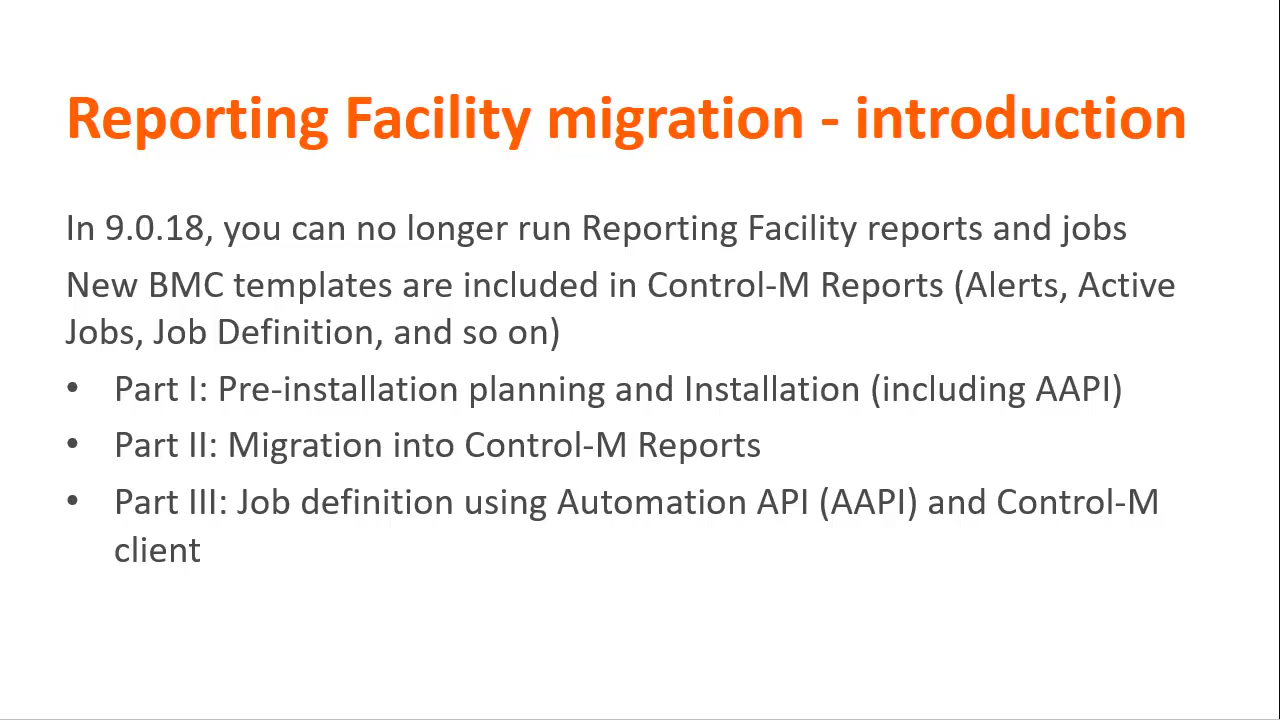 Reporting Facility migration - introduction
In 9.0.18, you can no longer run Reporting Facility reports and jobs
New BMC templates are included in Control-M Reports (Alerts, Active
Jobs, Job Definition, and so on)
• Part I: Pre-installation planning and Installation (including AAPI)
• Part II: Migration into Control-M Reports
• Part III: Job definition using Automation API (AAPI) and Control-M
client